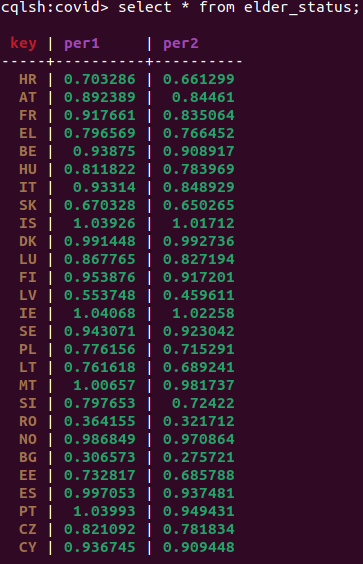 cqlsh:covid> select * from elder_status;
key | per1 | per2
-----+----------+----------
HR | 0.703286 | 0.661299
AT | 0.892389 | 0.84461
FR | 0.917661 | 0.835064
EL | 0.796569 | 0.766452
BE | 0.93875 | 0.908917
HU | 0.811822 | 0.783969
IT | 0.93314 | 0.848929
SK | 0.670328 | 0.650265
IS | 1.03926 | 1.01712
DK | 0.991448 | 0.992736
LU | 0.867765 | 0.827194
FI | 0.953876 | 0.917201
LV | 0.553748 | 0.459611
IE | 1.04068 | 1.02258
SE | 0.943071 | 0.923042
PL | 0.776156 | 0.715291
LT | 0.761618 | 0.689241
MT | 1.00657 | 0.981737
SI | 0.797653 | 0.72422
RO | 0.364155 | 0.321712
NO | 0.986849 | 0.970864
BG | 0.306573 | 0.275721
EE | 0.732817 | 0.685788
ES | 0.997053 | 0.937481
PT | 1.03993 | 0.949431
CZ | 0.821092 | 0.781834
CY | 0.936745 | 0.909448